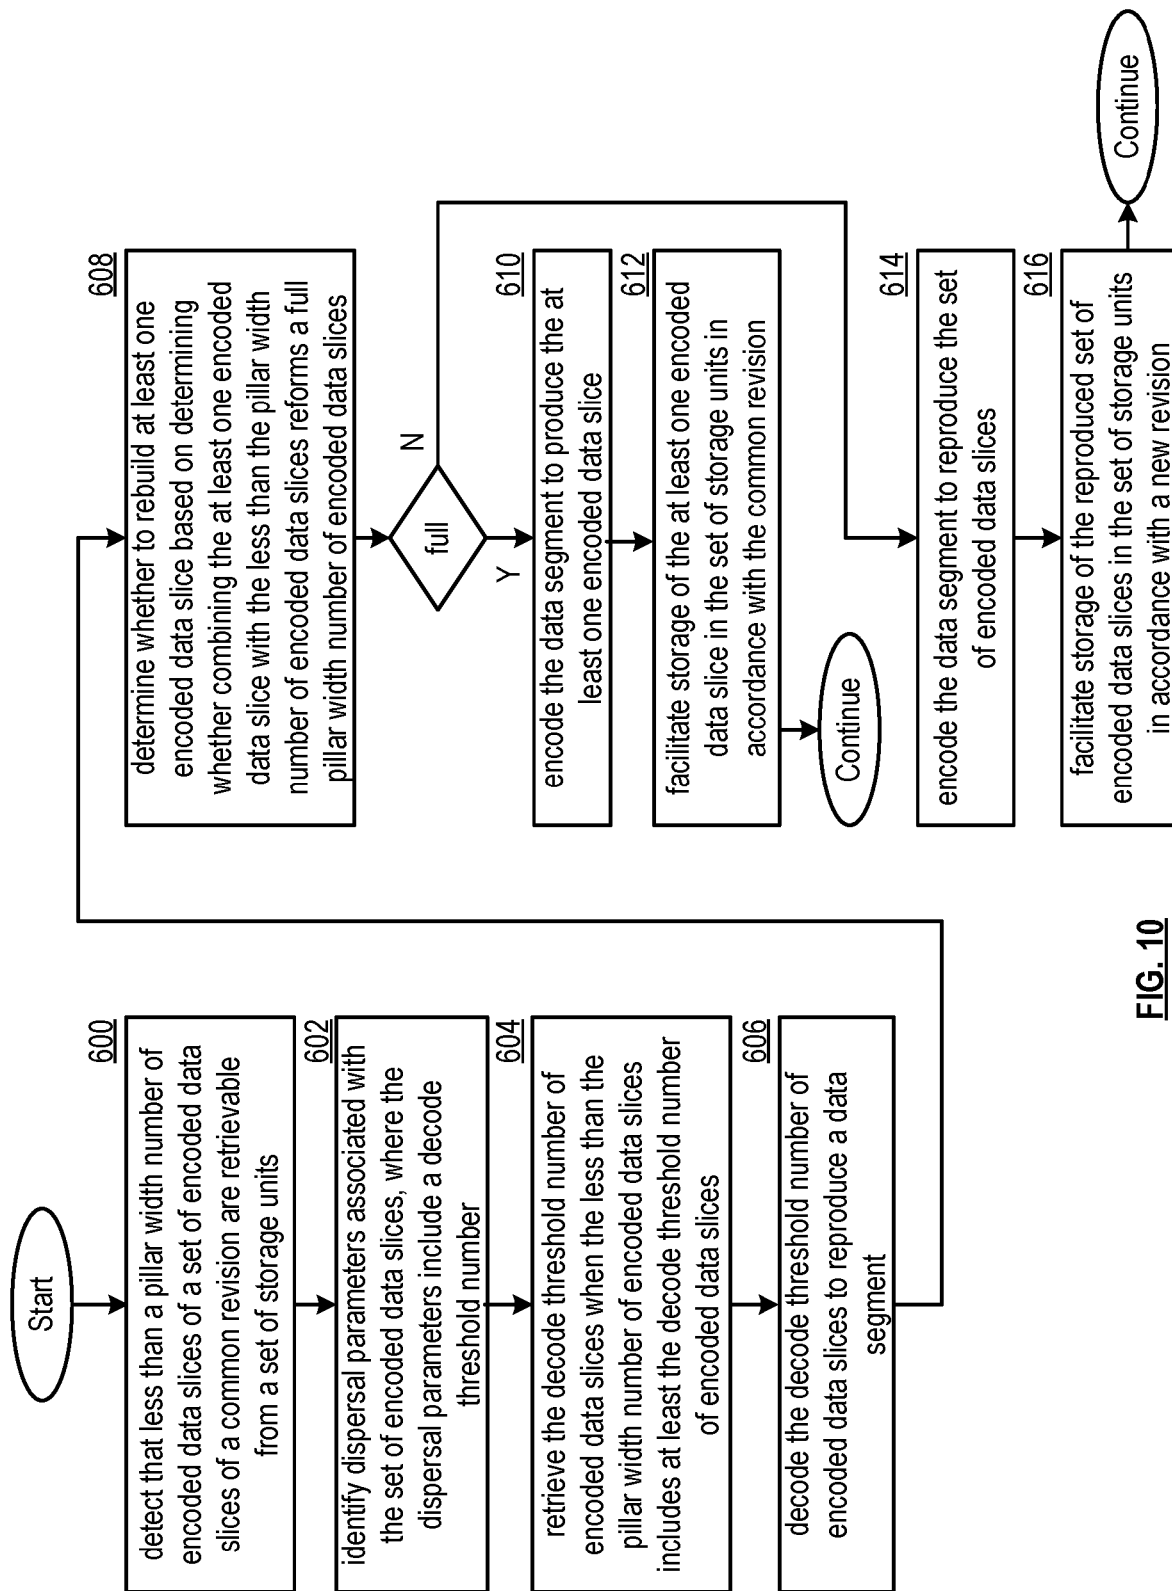 Start
600
detect that less than a pillar width number of
encoded data slices of a set of encoded data
slices of a common revision are retrievable
from a set of storage units
602
identify dispersal parameters associated with
the set of encoded data slices, where the
dispersal parameters include a decode
threshold number
604
retrieve the decode threshold number of
encoded data slices when the less than the
pillar width number of encoded data slices
includes at least the decode threshold number
of encoded data slices
606
decode the decode threshold number of
encoded data slices to reproduce a data
segment
608
determine whether to rebuild at least one
encoded data slice based on determining
whether combining the at least one encoded
data slice with the less than the pillar width
number of encoded data slices reforms a full
pillar width number of encoded data slices
full
N
Y
610
encode the data segment to produce the at
least one encoded data slice
612
facilitate storage of the at least one encoded
data slice in the set of storage units in
accordance with the common revision
Continue
614
encode the data segment to reproduce the set
of encoded data slices
616
facilitate storage of the reproduced set of
encoded data slices in the set of storage units
in accordance with a new revision
Continue
FIG. 10